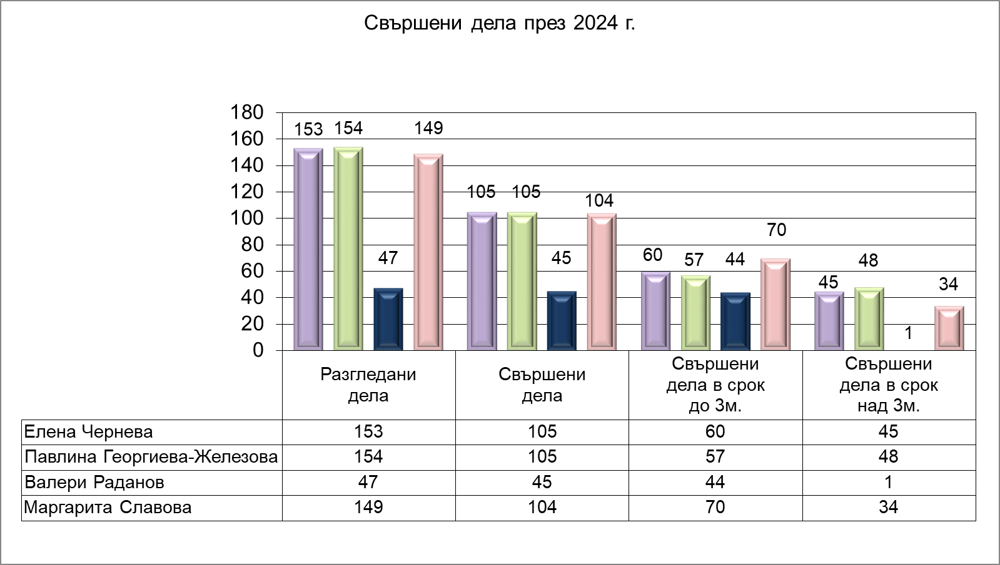 Свършени дела през 2024 г.
180
160
140
120
100
80
60
40
20
0
153 154 47 149
105 105 45 104
60 57 44 70
45 48 1 34
Разгледани
дела
Свършени
дела
Свършени
дела в срок
до 3м.
Свършени
дела в срок
над 3м.
Елена Чернева 153 105 60 45
Павлина Георгиева-Железова 154 105 57 48
Валери Раданов 47 45 44 1
Маргарита Славова 149 104 70 34